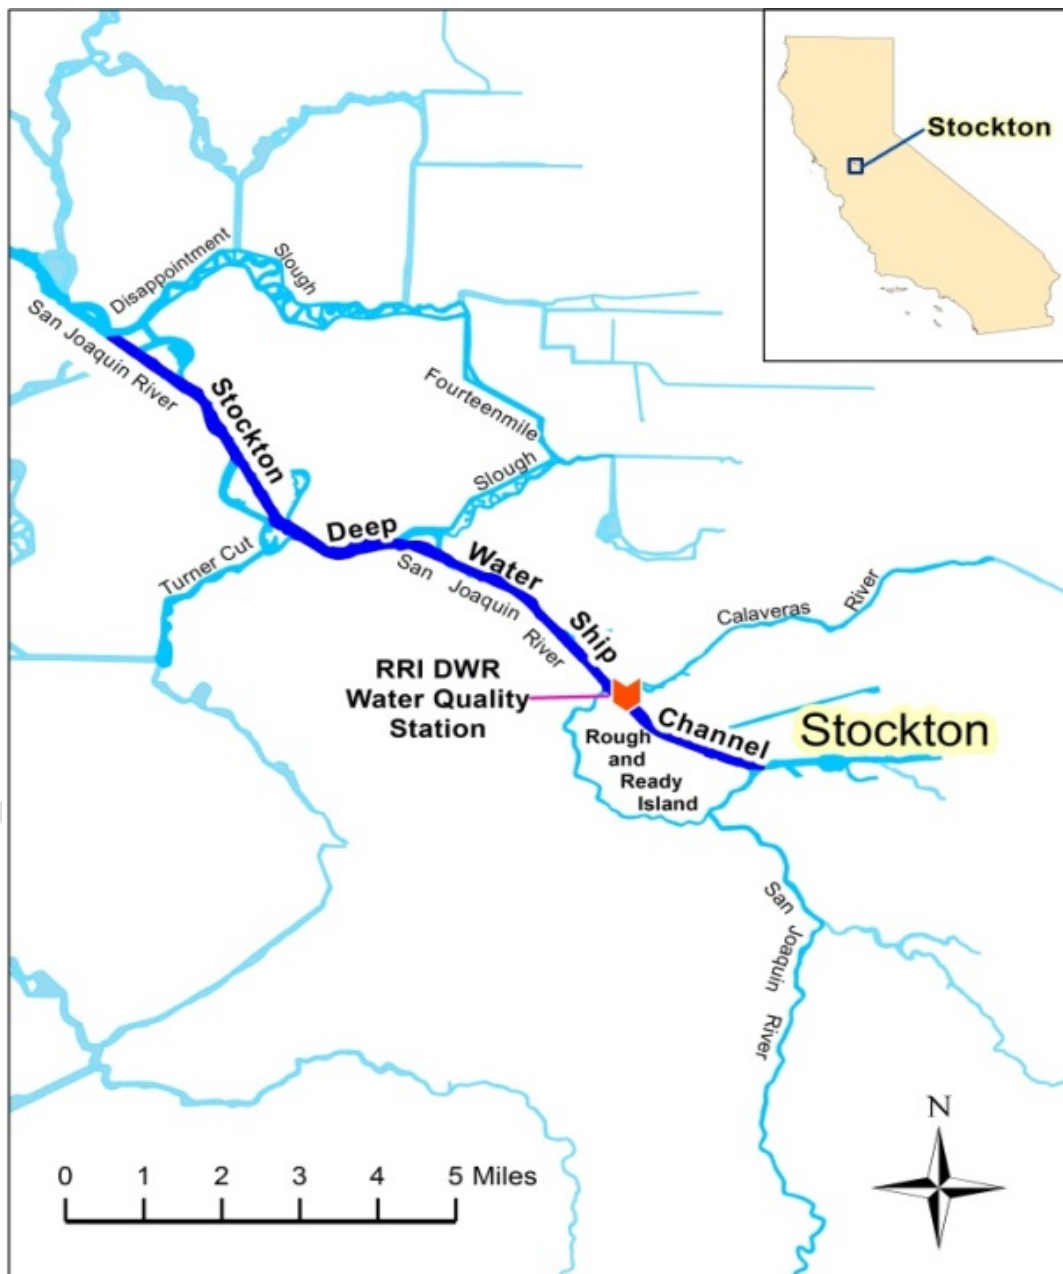 Stockton
Disappointment
Slough
San Joaquin River
Stockton
Fourteenmile
Slough
Deep
Turner Cut
Water
San Joaquin River
Ship
Calaveras River
RRI DWR
Water Quality
Station
Channel
Stockton
Rough
and
Ready
Island
San Joaquin River
N
0 1 2 3 4 5 Miles